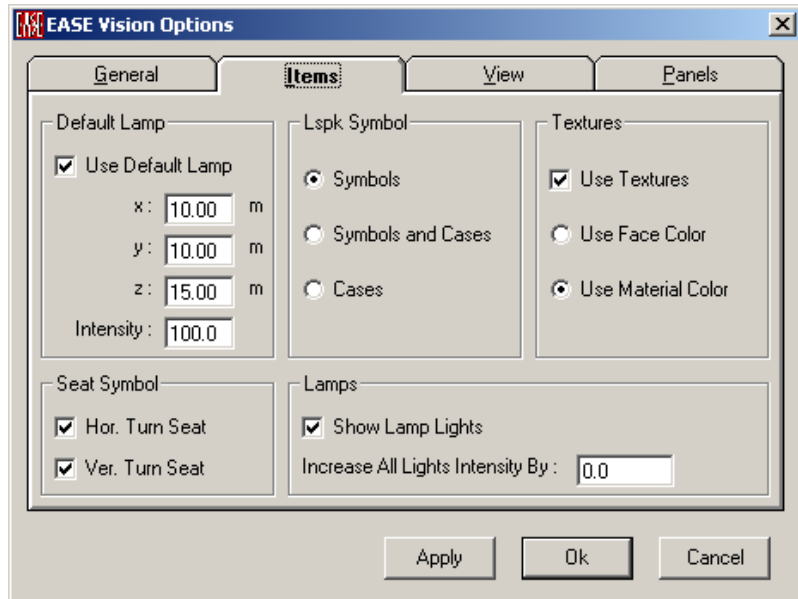 EASE EASE Vision Options
General Items View Panels
Default Lamp
Use Default Lamp
x: 10.00 m
y: 10.00 m
z: 15.00 m
Intensity: 100.0
Lspk Symbol
Symbols
Symbols and Cases
Cases
Textures
Use Textures
Use Face Color
Use Material Color
Seat Symbol
Hor. Turn Seat
Ver. Turn Seat
Lamps
Show Lamp Lights
Increase All Lights Intensity By: 0.0
Apply Ok Cancel